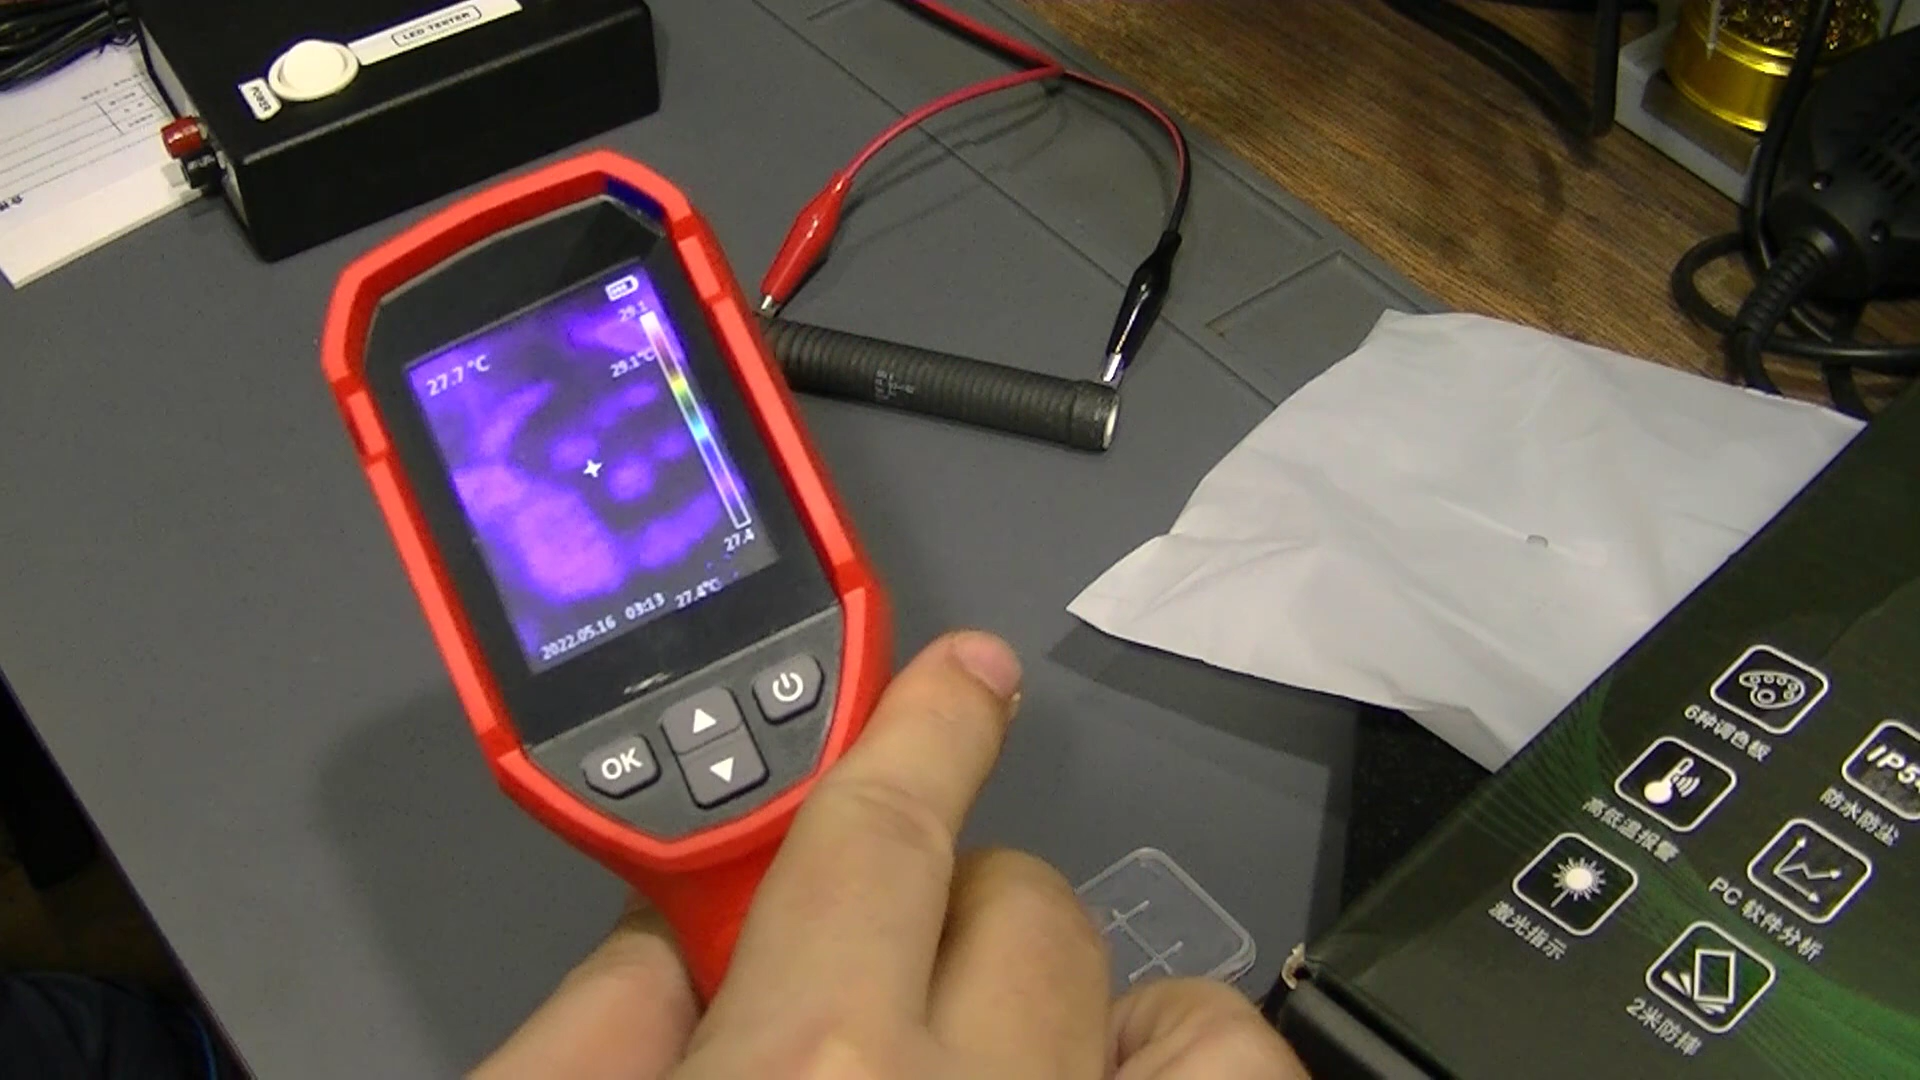 LED TESTER
POWER
29.1
27.7 °C
29.1°C
27.4
2022.05.16 03:13 27.4°C
OK
6种调色板
IP5
高低温报警
防水防尘
激光指示
PC 软件分析
2米防摔